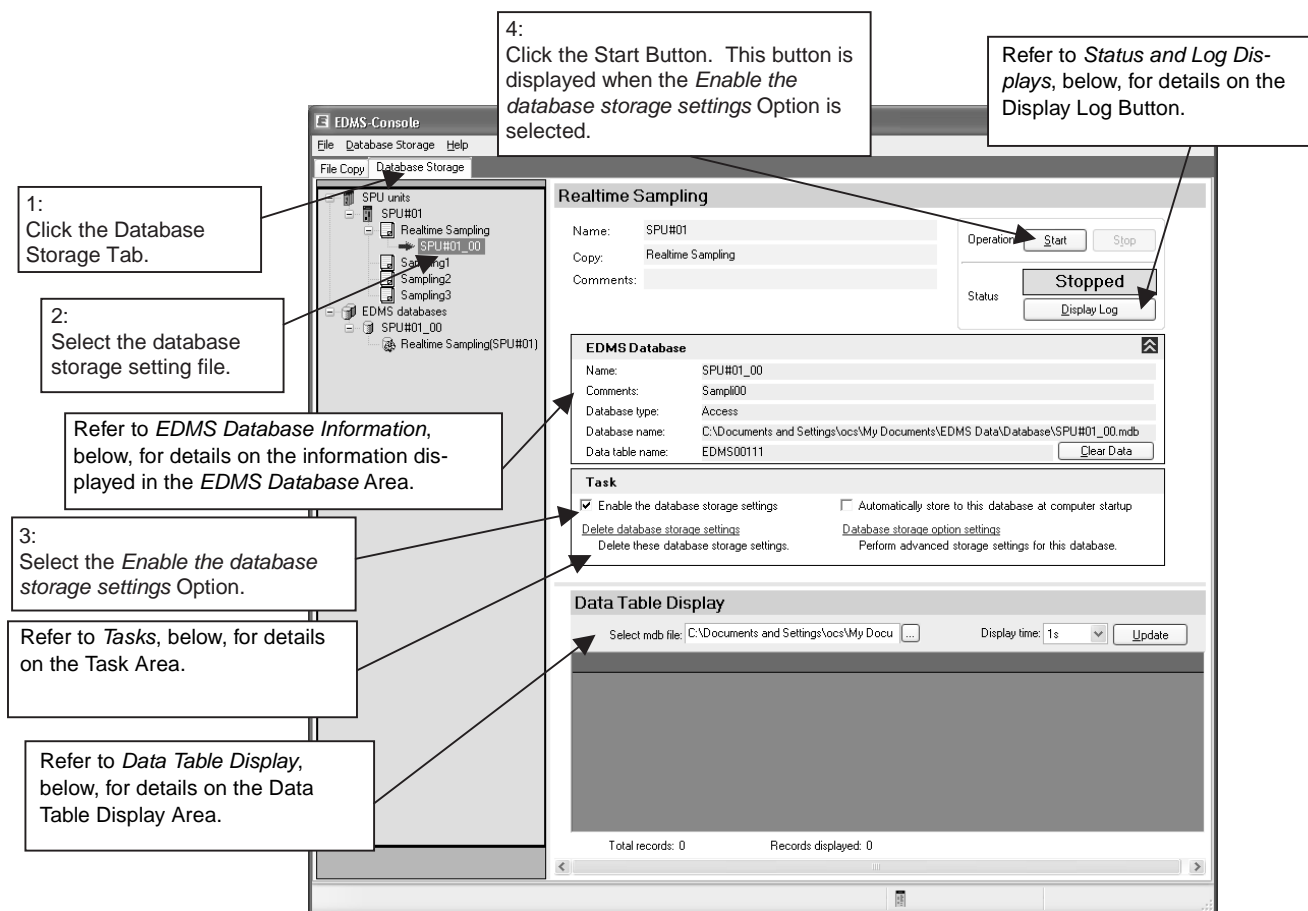 4:
Click the Start Button. This button is
displayed when the Enable the
database storage settings Option is
selected.
Refer to Status and Log Dis-
plays, below, for details on the
Display Log Button.
EDMS-Console
File Database Storage Help
File Copy Database Storage
1:
Click the Database
Storage Tab.
2:
Select the database
storage setting file.
Refer to EDMS Database Information,
below, for details on the information dis-
played in the EDMS Database Area.
3:
Select the Enable the database
storage settings Option.
Refer to Tasks, below, for details
on the Task Area.
Refer to Data Table Display,
below, for details on the Data
Table Display Area.
SPU units
SPU#01
Realtime Sampling
SPU#01_00
Sampling1
Sampling2
Sampling3
EDMS databases
SPU#01_00
Realtime Sampling(SPU#01)
Realtime Sampling
Name: SPU#01
Copy: Realtime Sampling
Comments:
Operation Start Stop
Status Stopped
Display Log
EDMS Database
Name: SPU#01_00
Comments: Sampli00
Database type: Access
Database name: C:\Documents and Settings\ocs\My Documents\EDMS Data\Database\SPU#01_00.mdb
Data table name: EDMS00111 Clear Data
Task
Enable the database storage settings Automatically store to this database at computer startup
Delete database storage settings Database storage option settings
Delete these database storage settings. Perform advanced storage settings for this database.
Data Table Display
Select mdb file: C:\Documents and Settings\ocs\My Docu ... Display time: 1s Update
Total records: 0 Records displayed: 0